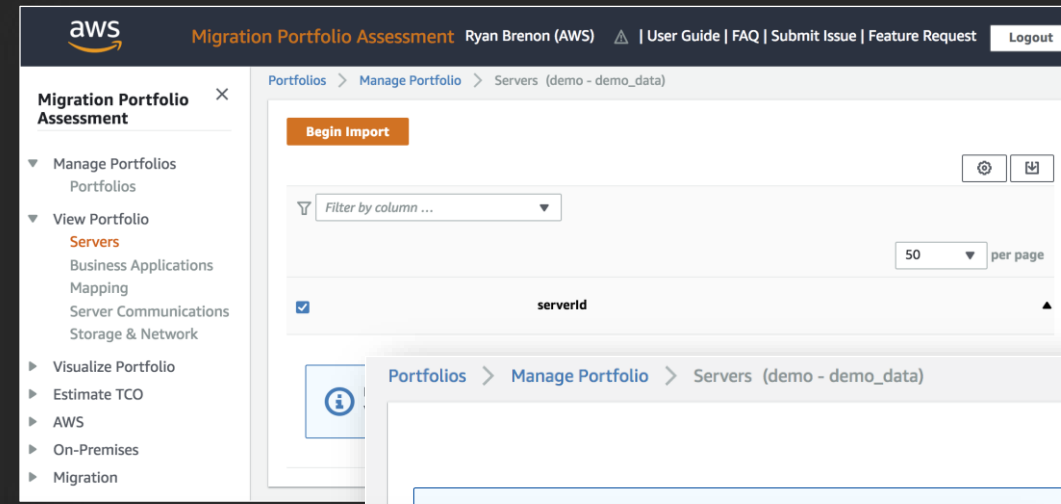 aws
Migration Portfolio Assessment Ryan Brenon (AWS) | User Guide | FAQ | Submit Issue | Feature Request Logout
Portfolios > Manage Portfolio > Servers (demo - demo_data)
Migration Portfolio Assessment
Manage Portfolios
Portfolios
View Portfolio
Servers
Business Applications
Mapping
Server Communications
Storage & Network
Visualize Portfolio
Estimate TCO
AWS
On-Premises
Migration
Begin Import
Filter by column ...
50 per page
serverId
Portfolios > Manage Portfolio > Servers (demo - demo_data)